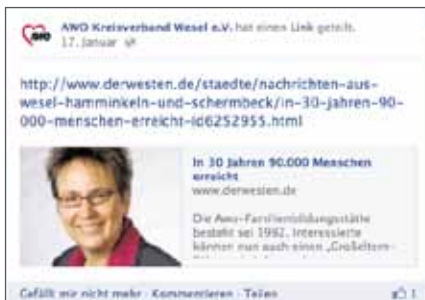 AWO
AWO Kreisverband Wesel e.V. hat einen Link geteilt.
17. Januar
http://www.derwesten.de/staedte/nachrichten-aus-
wesel-hamminkeln-und-schermbeck/in-30-jahren-90-
000-menschen-erreicht-id6252955.html
In 30 Jahren 90.000 Menschen
erreicht
www.derwesten.de
Die Awo-Familienbildungsstätte
besteht seit 1982. Interessierte
können nun auch einen „Großeltern-
Gefällt mir nicht mehr · Kommentieren · Teilen
1